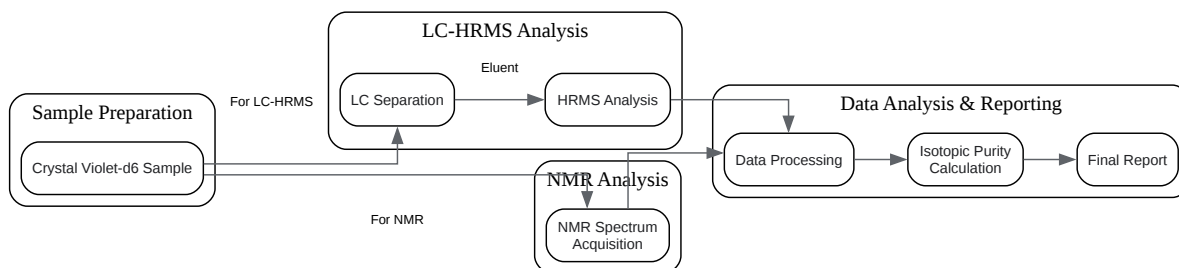 LC-HRMS Analysis
Eluent
LC Separation
HRMS Analysis
For LC-HRMS
Sample Preparation
Crystal Violet-d6 Sample
For NMR
NMR Analysis
NMR Spectrum
Acquisition
Data Analysis & Reporting
Data Processing
Isotopic Purity
Calculation
Final Report